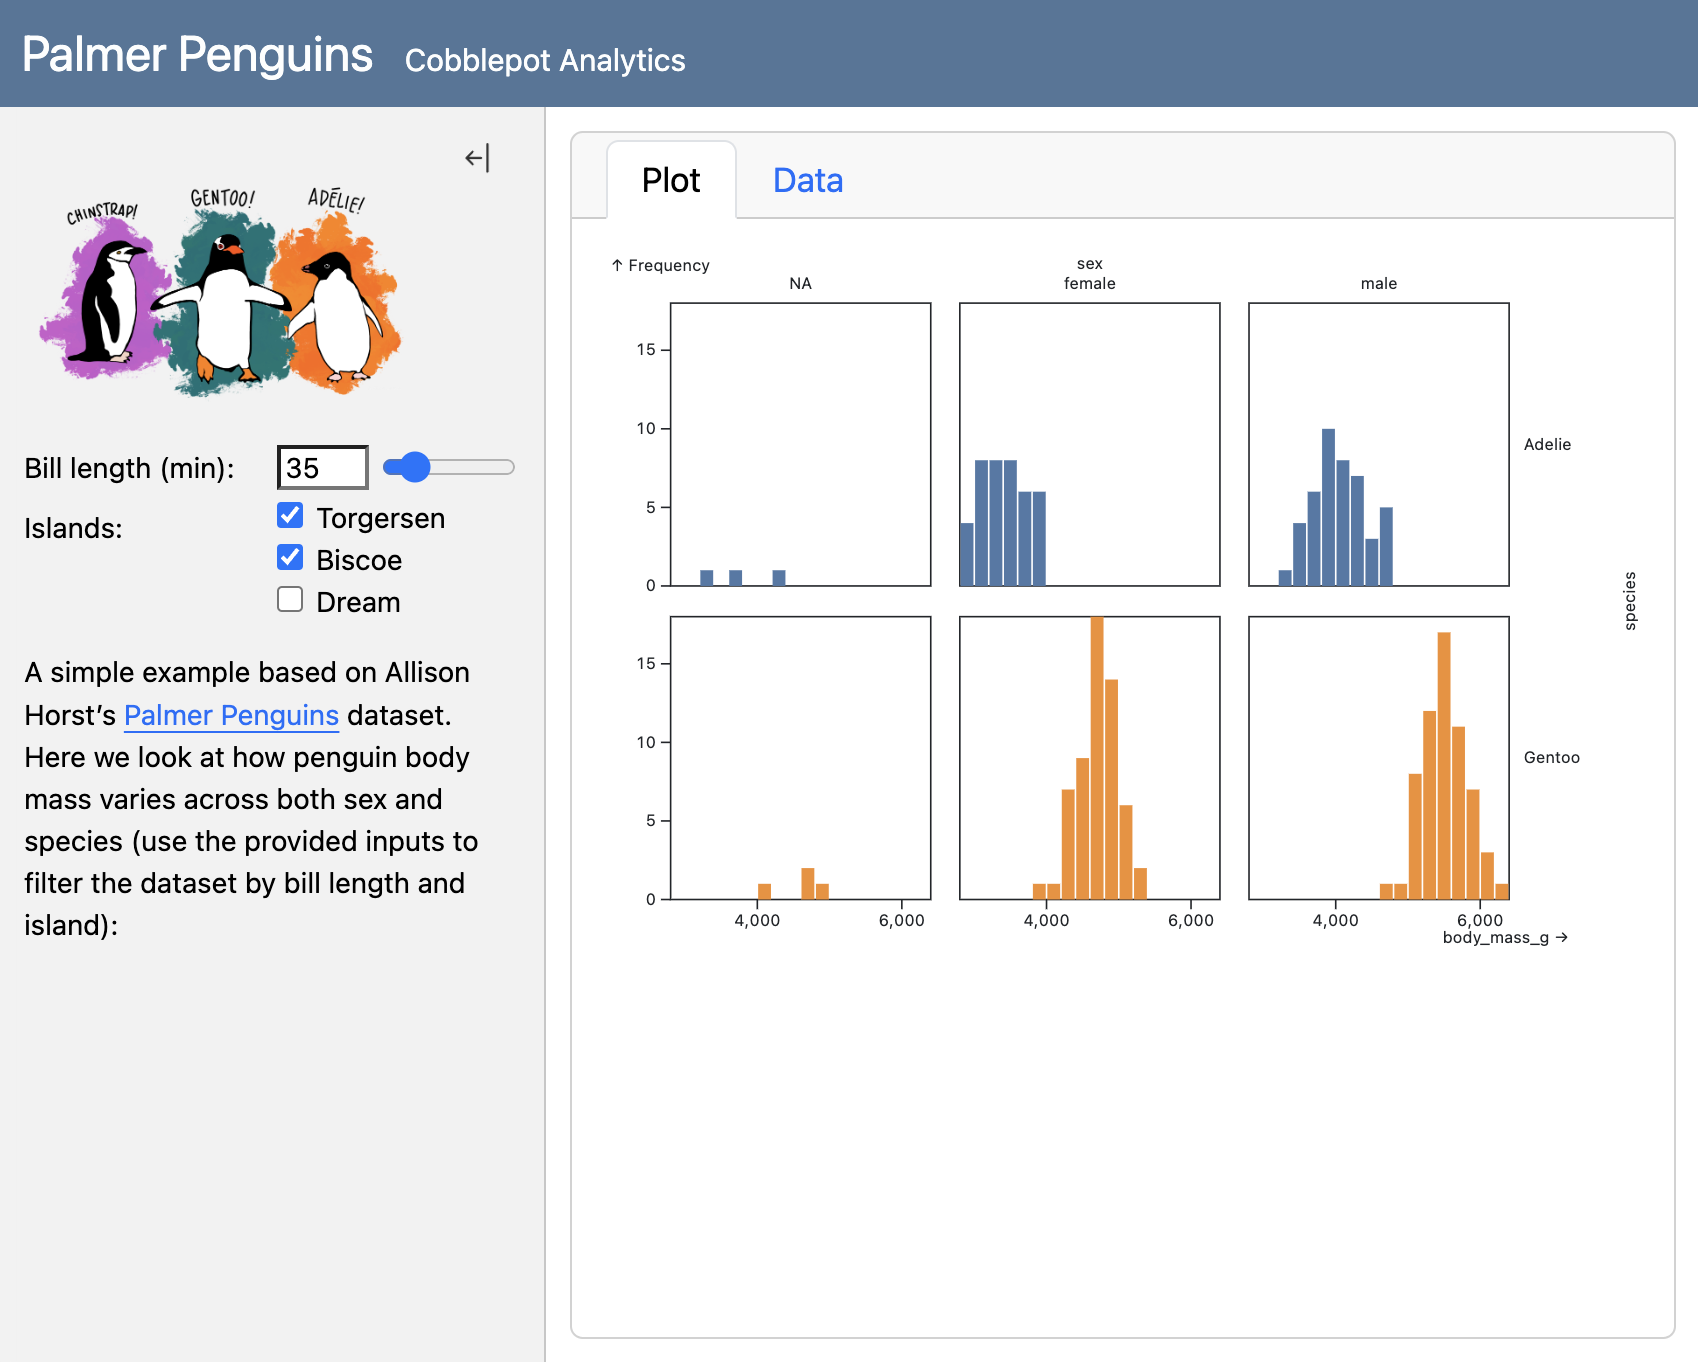 Palmer Penguins Cobblepot Analytics
CHINSTRAP!
GENTOO!
ADÉLIE!
Bill length (min): 35
Islands:
Torgersen
Biscoe
Dream
A simple example based on Allison
Horst’s Palmer Penguins dataset.
Here we look at how penguin body
mass varies across both sex and
species (use the provided inputs to
filter the dataset by bill length and
island):
Plot Data
↑ Frequency
sex
NA female male
15
10
5
0
Adelie
species
15
10
5
0
Gentoo
4,000 6,000 4,000 6,000 4,000 6,000
body_mass_g →